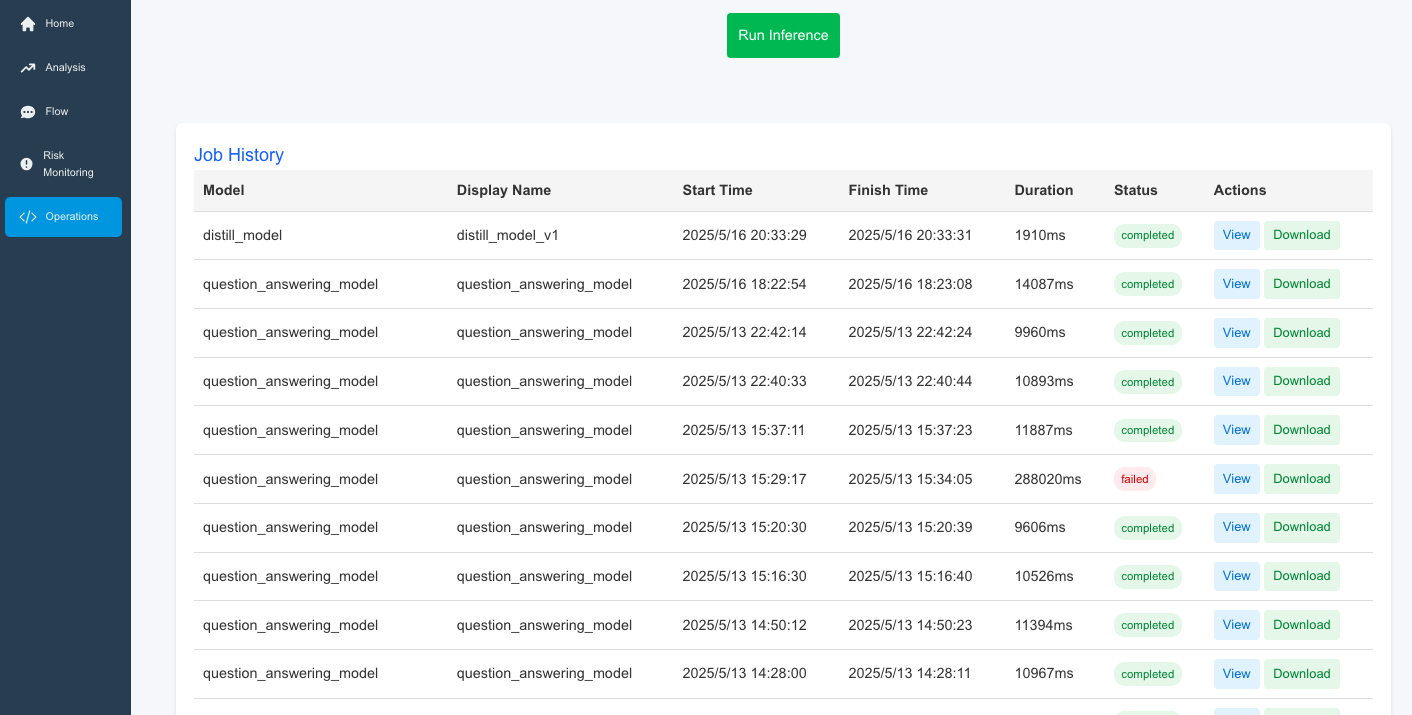 Home
Analysis
Flow
Risk
Monitoring
Operations
Run Inference
Job History
Model Display Name Start Time Finish Time Duration Status Actions
distill_model distill_model_v1 2025/5/16 20:33:29 2025/5/16 20:33:31 1910ms completed View Download
question_answering_model question_answering_model 2025/5/16 18:22:54 2025/5/16 18:23:08 14087ms completed View Download
question_answering_model question_answering_model 2025/5/13 22:42:14 2025/5/13 22:42:24 9960ms completed View Download
question_answering_model question_answering_model 2025/5/13 22:40:33 2025/5/13 22:40:44 10893ms completed View Download
question_answering_model question_answering_model 2025/5/13 15:37:11 2025/5/13 15:37:23 11887ms completed View Download
question_answering_model question_answering_model 2025/5/13 15:29:17 2025/5/13 15:34:05 288020ms failed View Download
question_answering_model question_answering_model 2025/5/13 15:20:30 2025/5/13 15:20:39 9606ms completed View Download
question_answering_model question_answering_model 2025/5/13 15:16:30 2025/5/13 15:16:40 10526ms completed View Download
question_answering_model question_answering_model 2025/5/13 14:50:12 2025/5/13 14:50:23 11394ms completed View Download
question_answering_model question_answering_model 2025/5/13 14:28:00 2025/5/13 14:28:11 10967ms completed View Download